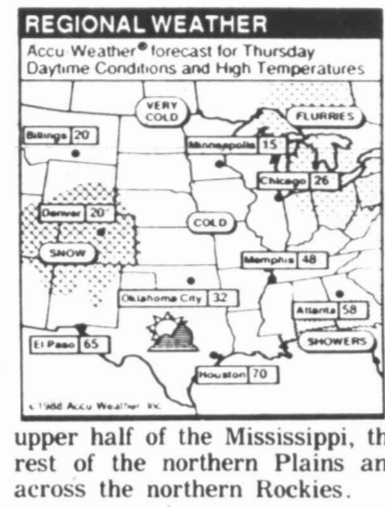 REGIONAL WEATHER
Accu-Weather® forecast for Thursday
Daytime Conditions and High Temperatures
VERY
COLD
FLURRIES
Billings 20
Minneapolis 15
Chicago 26
Denver 20
COLD
SNOW
Memphis 48
Oklahoma City 32
Atlanta 58
El Paso 65
SHOWERS
Houston 70
© 1988 Accu-Weather, Inc.
upper half of the Mississippi, th
rest of the northern Plains an
across the northern Rockies.